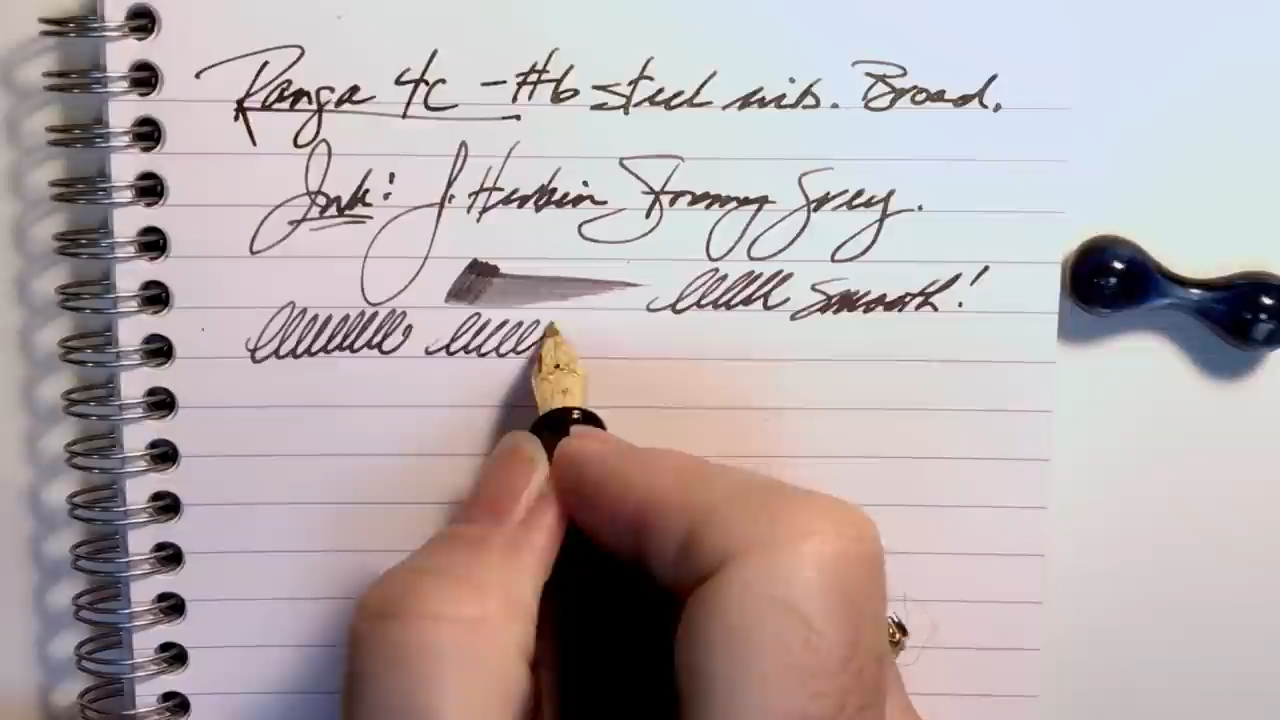 Ranga 4c - #6 steel nib. Broad.
Ink: J. Herbin Stormy Grey.
Smooth!